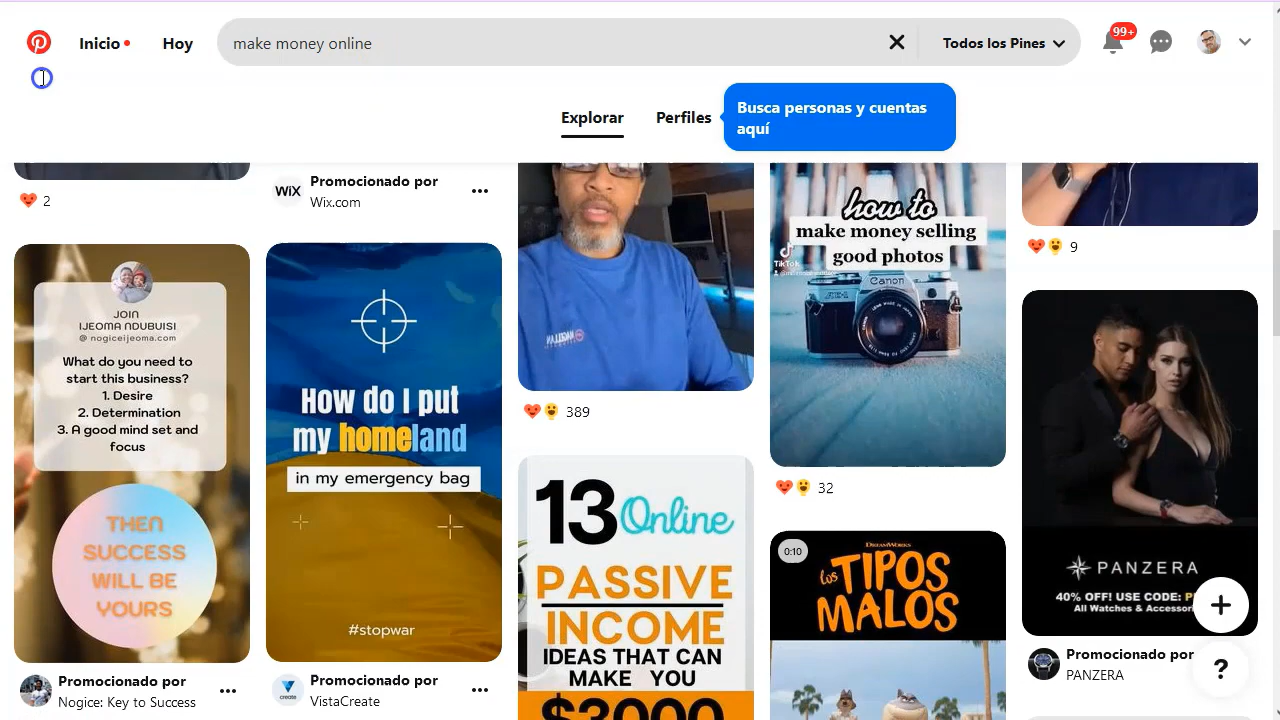 Inicio
Hoy
make money online
Todos los Pines
99+
Explorar
Perfiles
Busca personas y cuentas
aquí
2
JOIN
IJEOMA NDUBUISI
@ nogiceijeoma.com
What do you need to
start this business?
1. Desire
2. Determination
3. A good mind set and
focus
THEN
SUCCESS
WILL BE
YOURS
Promocionado por
Nogice: Key to Success
WiX
Promocionado por
Wix.com
How do I put
my homeland
in my emergency bag
#stopwar
create
Promocionado por
VistaCreate
389
13 Online
PASSIVE
INCOME
IDEAS THAT CAN
MAKE YOU
$3000
how to
make money selling
good photos
TikTok
Canon
32
0:10
DREAMWORKS
los TIPOS
MALOS
9
PANZERA
40% OFF! USE CODE:
All Watches &
Promocionado por
PANZERA
+
?